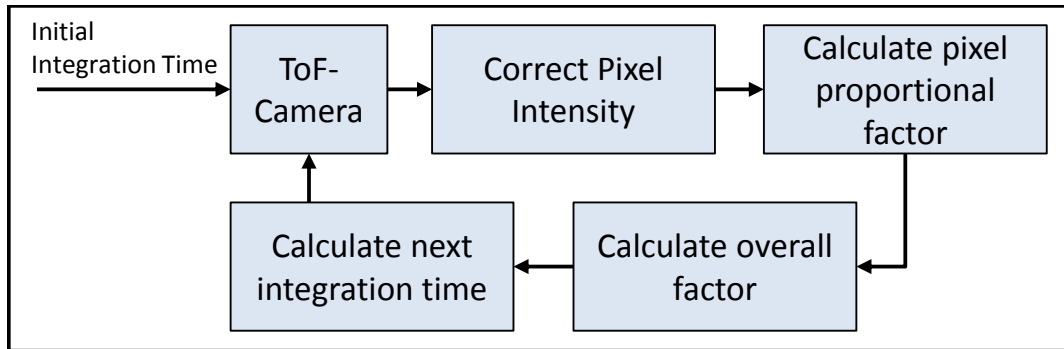 Initial
Integration Time
ToF-
Camera
Correct Pixel
Intensity
Calculate pixel
proportional
factor
Calculate next
integration time
Calculate overall
factor